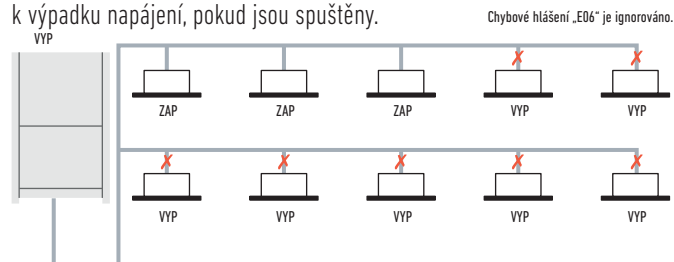 k výpadku napájení, pokud jsou spuštěny.
Chybové hlášení „E06“ je ignorováno.
VYP
ZAP ZAP ZAP VYP VYP
VYP VYP VYP VYP VYP